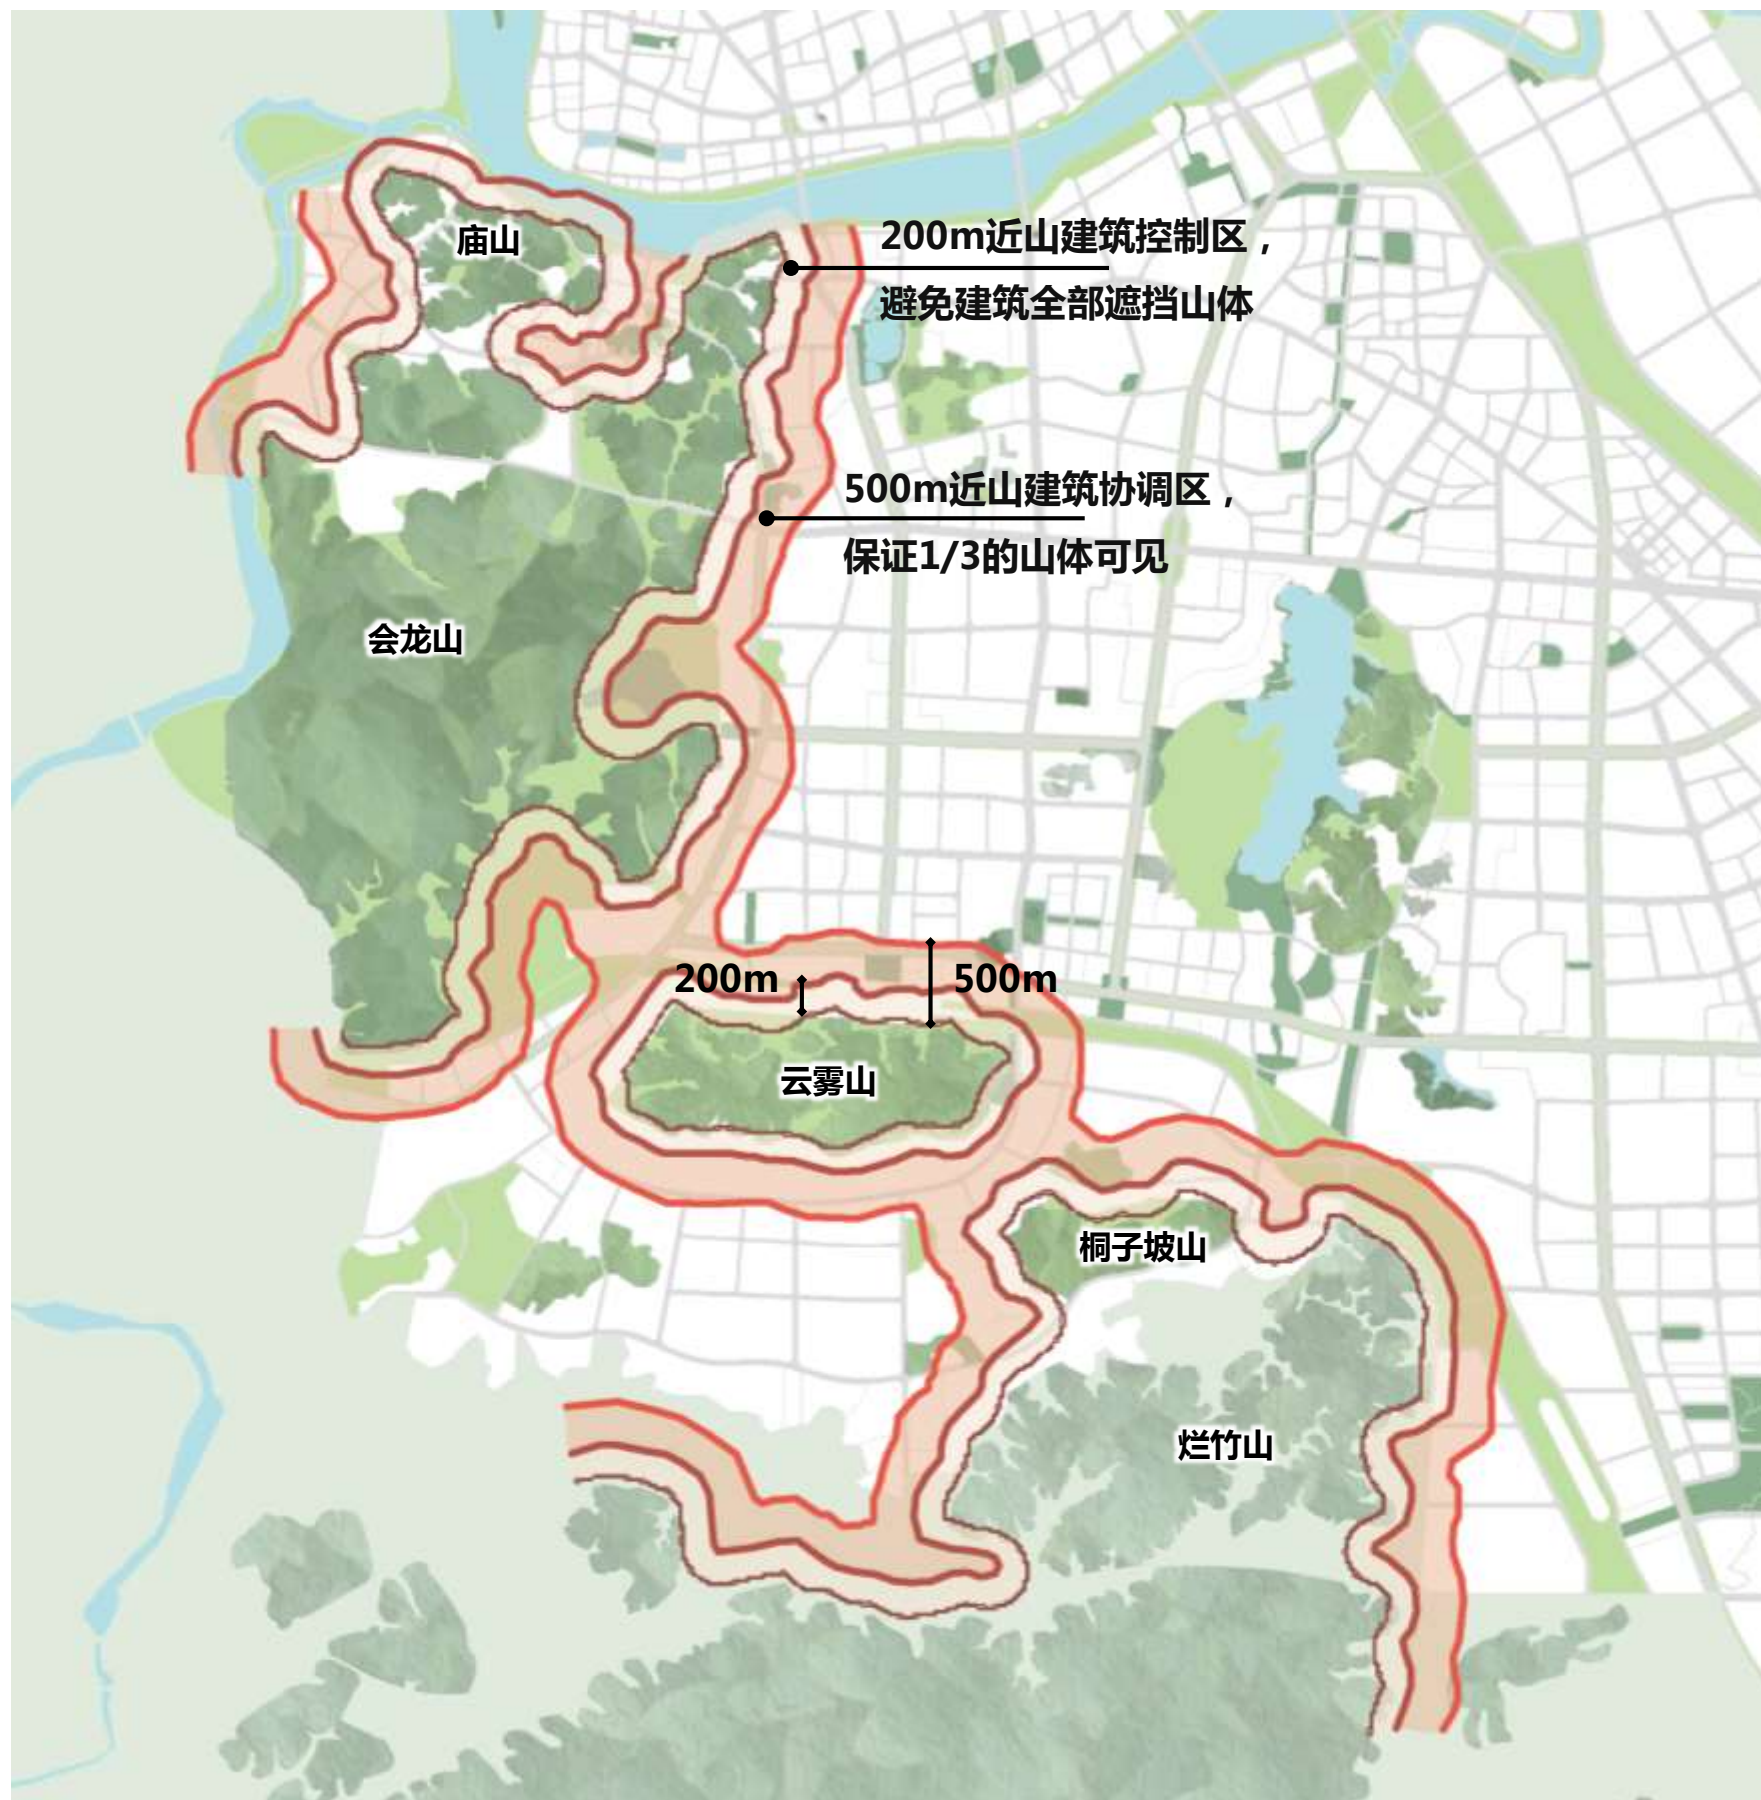 庙山
200m近山建筑控制区，
避免建筑全部遮挡山体
500m近山建筑协调区，
保证1/3的山体可见
会龙山
200m
500m
云雾山
桐子坡山
烂竹山